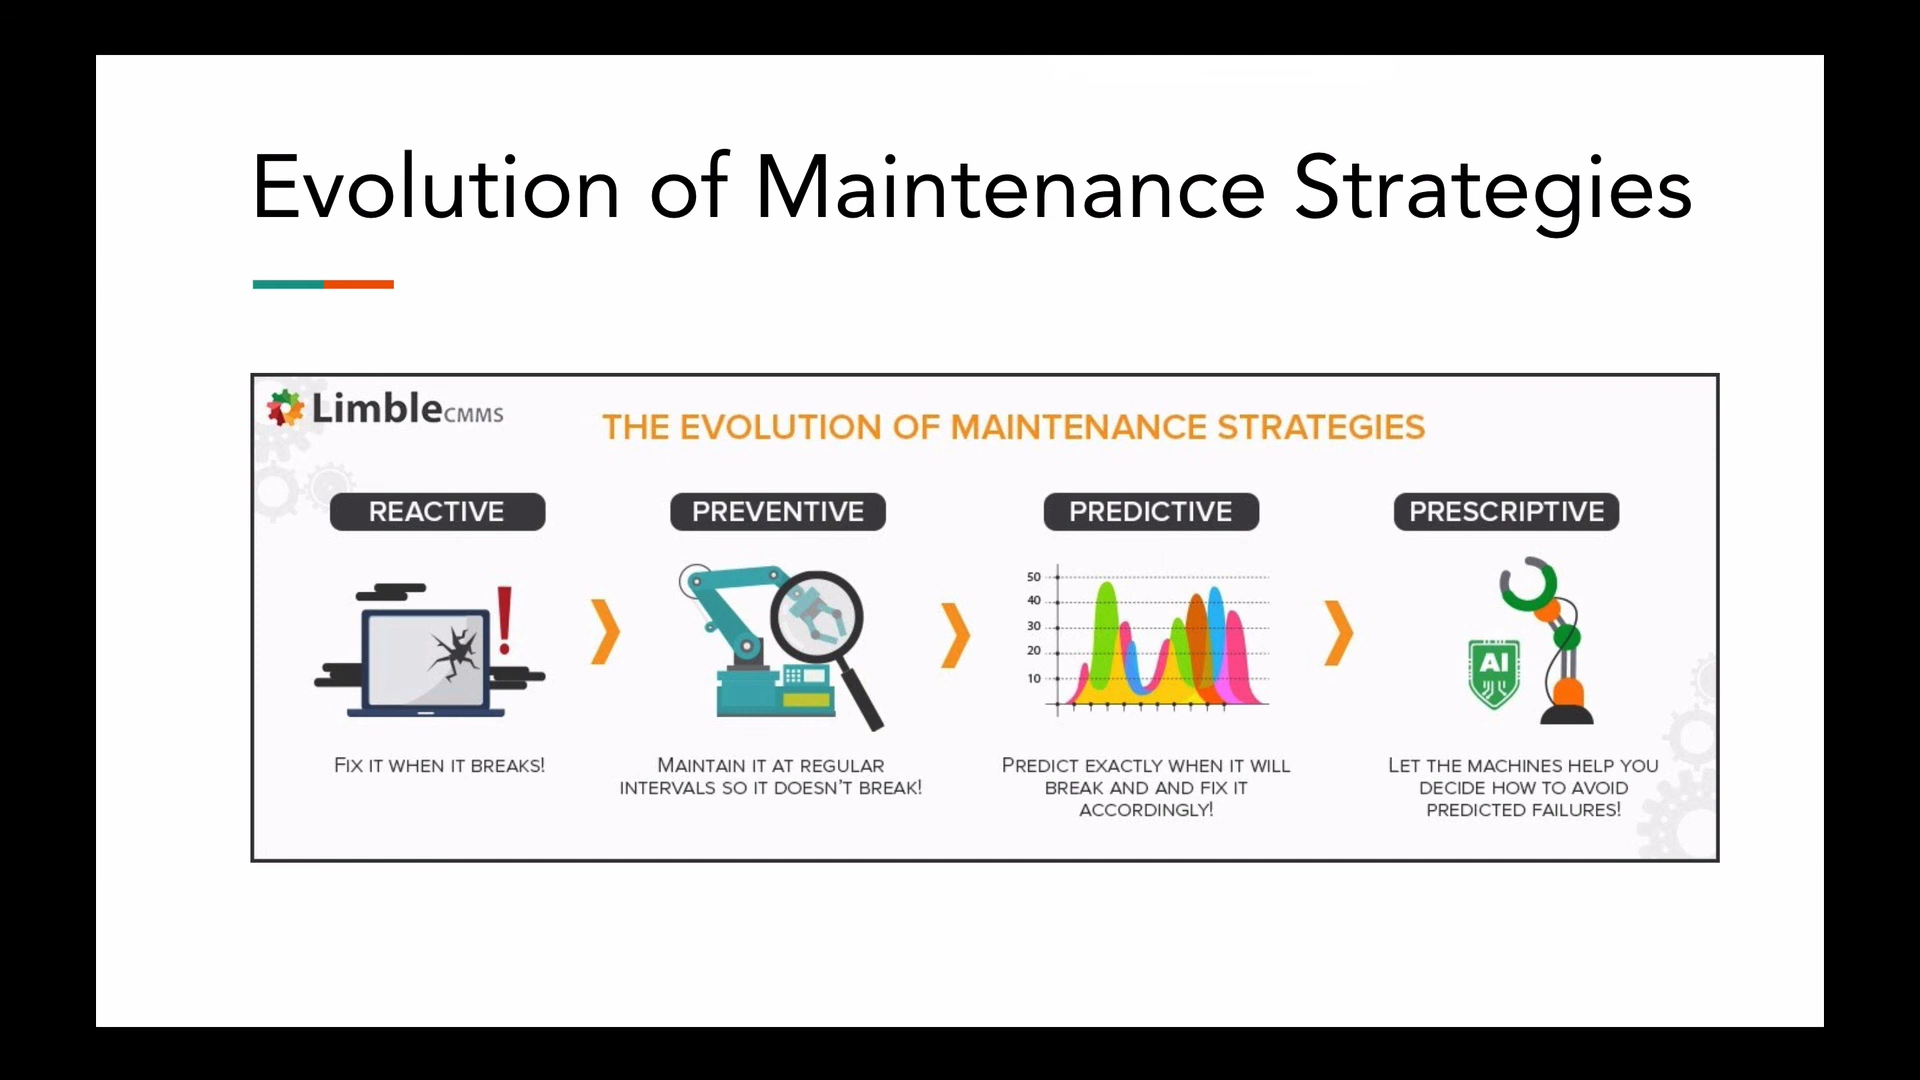 Evolution of Maintenance Strategies
LimbleCMMS
THE EVOLUTION OF MAINTENANCE STRATEGIES
REACTIVE
PREVENTIVE
PREDICTIVE
PRESCRIPTIVE
50
40
30
20
10
AI
FIX IT WHEN IT BREAKS!
MAINTAIN IT AT REGULAR
INTERVALS SO IT DOESN'T BREAK!
PREDICT EXACTLY WHEN IT WILL
BREAK AND AND FIX IT
ACCORDINGLY!
LET THE MACHINES HELP YOU
DECIDE HOW TO AVOID
PREDICTED FAILURES!